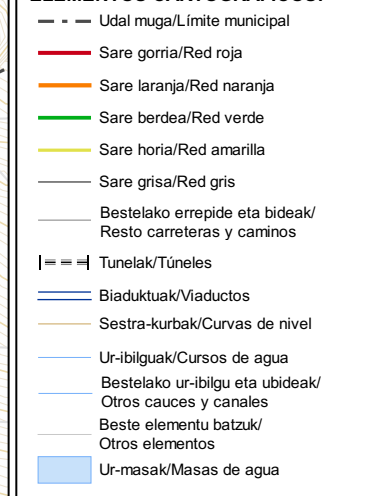 ELEMENTOS CARTOGRÁFICOS:
Udal muga/Límite municipal
Sare gorria/Red roja
Sare laranja/Red naranja
Sare berdea/Red verde
Sare horia/Red amarilla
Sare grisa/Red gris
Bestelako errepide eta bideak/
Resto carreteras y caminos
Tunelak/Túneles
Biaduktuak/Viaductos
Sestra-kurbak/Curvas de nivel
Ur-ibilguak/Cursos de agua
Bestelako ur-ibilgu eta ubideak/
Otros cauces y canales
Beste elementu batzuk/
Otros elementos
Ur-masak/Masas de agua